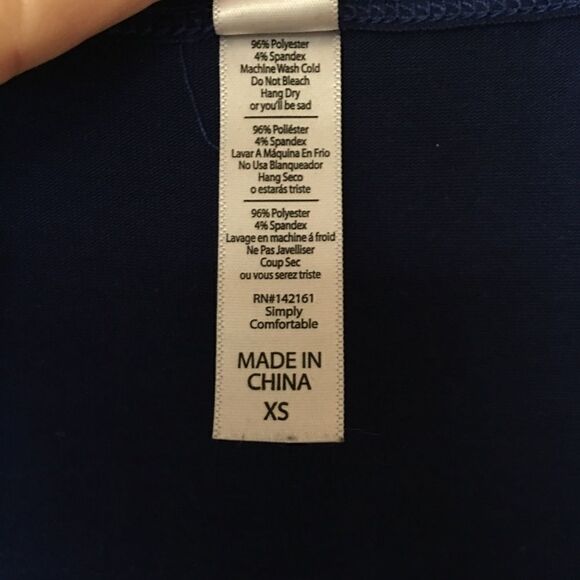 96% Polyester
4% Spandex
Machine Wash Cold
Do Not Bleach
Hang Dry
or you'll be sad
96% Poliéster
4% Spandex
Lavar A Máquina En Frio
No Usa Blanqueador
Hang Seco
o estarás triste
96% Polyester
4% Spandex
Lavage en machine á froid
Ne Pas Javelliser
Coup Sec
ou vous serez triste
RN#142161
Simply
Comfortable
MADE IN
CHINA
XS